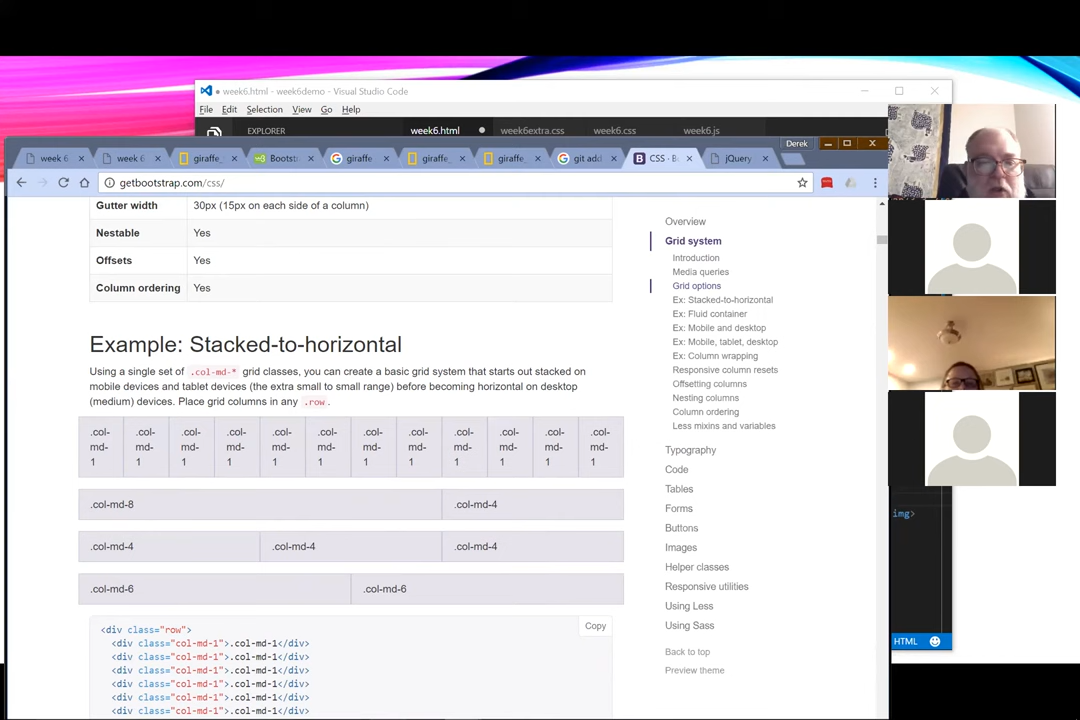 week6.html - week6demo - Visual Studio Code
File Edit Selection View Go Help
EXPLORER week6.html week6extra.css week6.css week6.js
Derek
week 6 week 6 giraffe_ Bootst giraffe giraffe_ giraffe_ git add CSS · B jQuery
getbootstrap.com/css/
Gutter width 30px (15px on each side of a column)
Nestable Yes
Offsets Yes
Column ordering Yes
Example: Stacked-to-horizontal
Using a single set of .col-md-* grid classes, you can create a basic grid system that starts out stacked on
mobile devices and tablet devices (the extra small to small range) before becoming horizontal on desktop
(medium) devices. Place grid columns in any .row.
.col- .col- .col- .col- .col- .col- .col- .col- .col- .col- .col- .col-
md- md- md- md- md- md- md- md- md- md- md- md-
1 1 1 1 1 1 1 1 1 1 1 1
.col-md-8 .col-md-4
.col-md-4 .col-md-4 .col-md-4
.col-md-6 .col-md-6
Copy
<div class="row">
<div class="col-md-1">.col-md-1</div>
<div class="col-md-1">.col-md-1</div>
<div class="col-md-1">.col-md-1</div>
<div class="col-md-1">.col-md-1</div>
<div class="col-md-1">.col-md-1</div>
<div class="col-md-1">.col-md-1</div>
Overview
Grid system
Introduction
Media queries
Grid options
Ex: Stacked-to-horizontal
Ex: Fluid container
Ex: Mobile and desktop
Ex: Mobile, tablet, desktop
Ex: Column wrapping
Responsive column resets
Offsetting columns
Nesting columns
Column ordering
Less mixins and variables
Typography
Code
Tables
Forms
Buttons
Images
Helper classes
Responsive utilities
Using Less
Using Sass
Back to top
Preview theme
img>
HTML